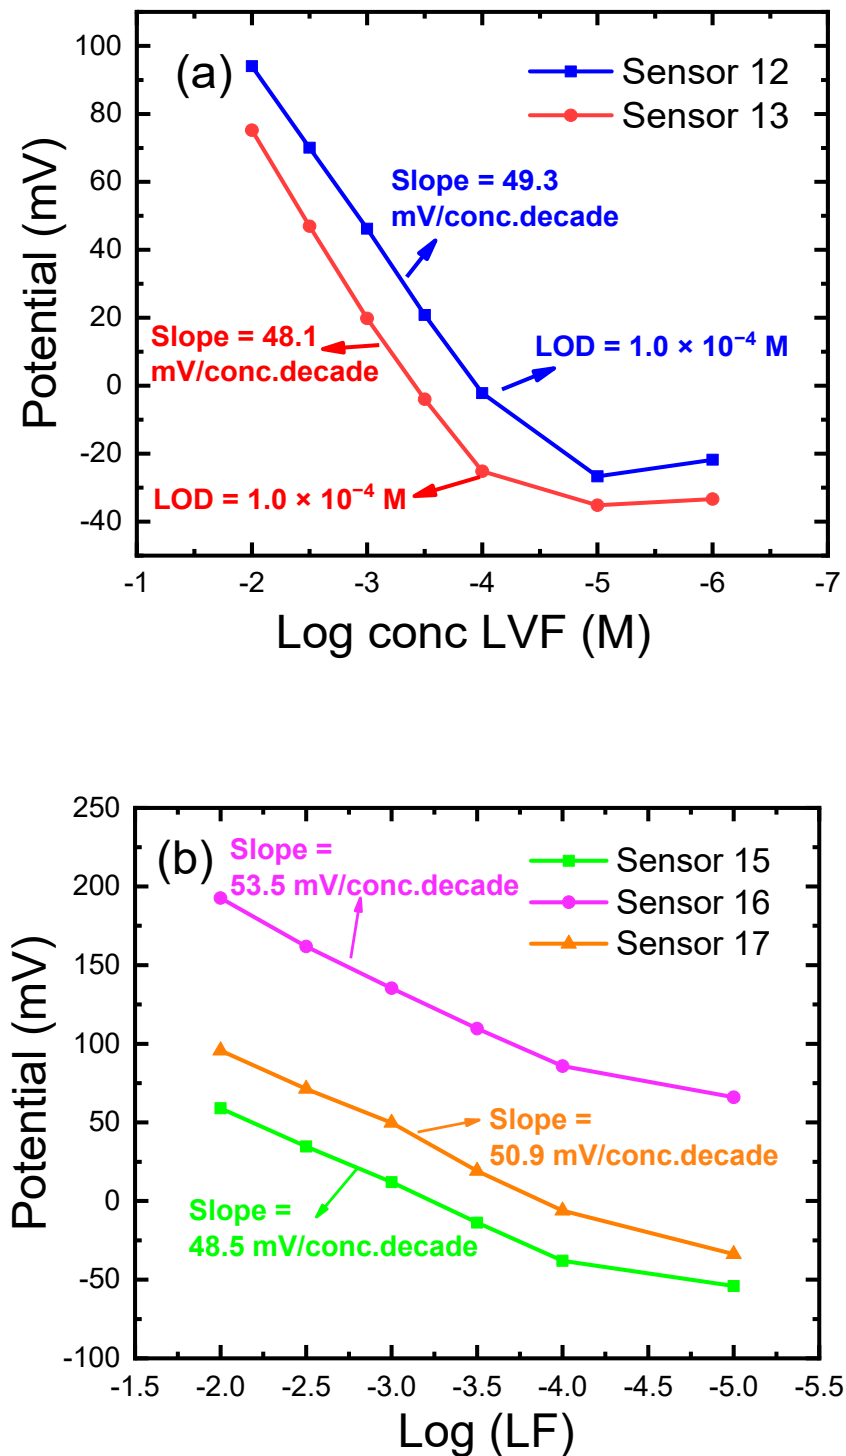 (a)
Sensor 12
Sensor 13
Slope = 49.3
mV/conc.decade
Slope = 48.1
mV/conc.decade
LOD = 1.0 × 10⁻⁴ M
LOD = 1.0 × 10⁻⁴ M
100
80
60
40
20
0
-20
-40
Potential (mV)
-1 -2 -3 -4 -5 -6 -7
Log conc LVF (M)
(b)
Sensor 15
Sensor 16
Sensor 17
Slope =
53.5 mV/conc.decade
Slope =
50.9 mV/conc.decade
Slope =
48.5 mV/conc.decade
250
200
150
100
50
0
-50
-100
Potential (mV)
-1.5 -2.0 -2.5 -3.0 -3.5 -4.0 -4.5 -5.0 -5.5
Log (LF)